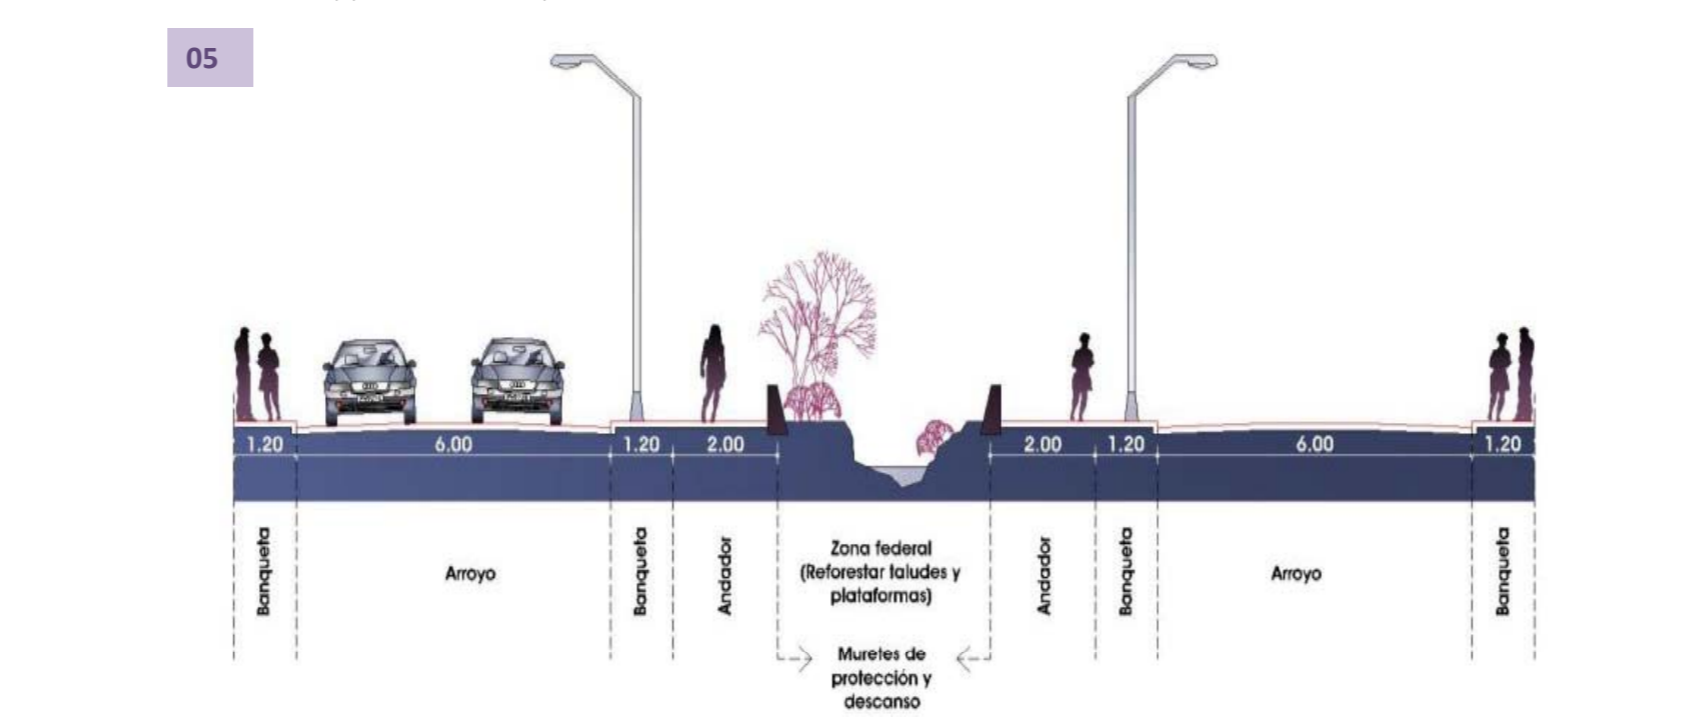 05
1.20 6.00 1.20 2.00 2.00 1.20 6.00 1.20
Banqueta
Arroyo
Banqueta
Andador
Zona federal
(Reforestar taludes y
plataformas)
Andador
Banqueta
Arroyo
Banqueta
Muretes de
protección y
descanso